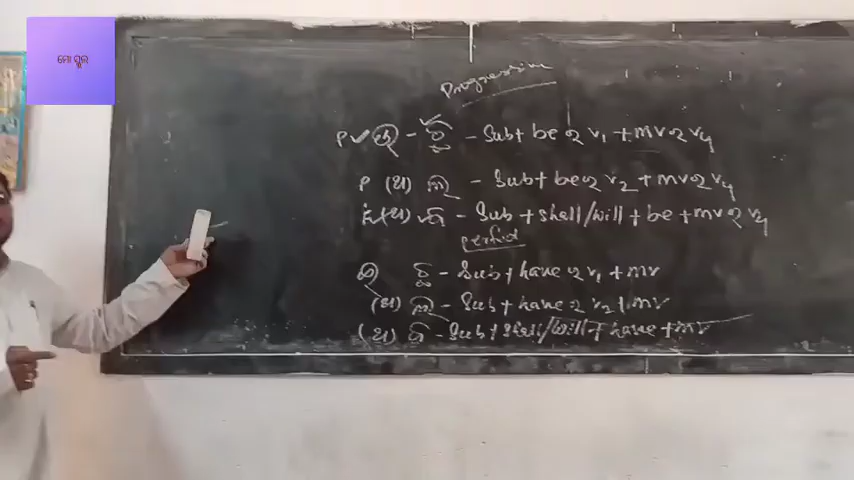 ମୋ ସ୍କୁଲ
Progressive
P ଛ - Sub + be ର V1 + MV ର V4
P (ଥା) - Sub + be ର V2 + MV ର V4
(ଥା) - Sub + shall/will + be + MV ର V4
perfect
ଛ - Sub + have ର V1 + MV
(ଥା) - Sub + have ର V2 + MV
(ଥା) - Sub + shall/will + have + MV